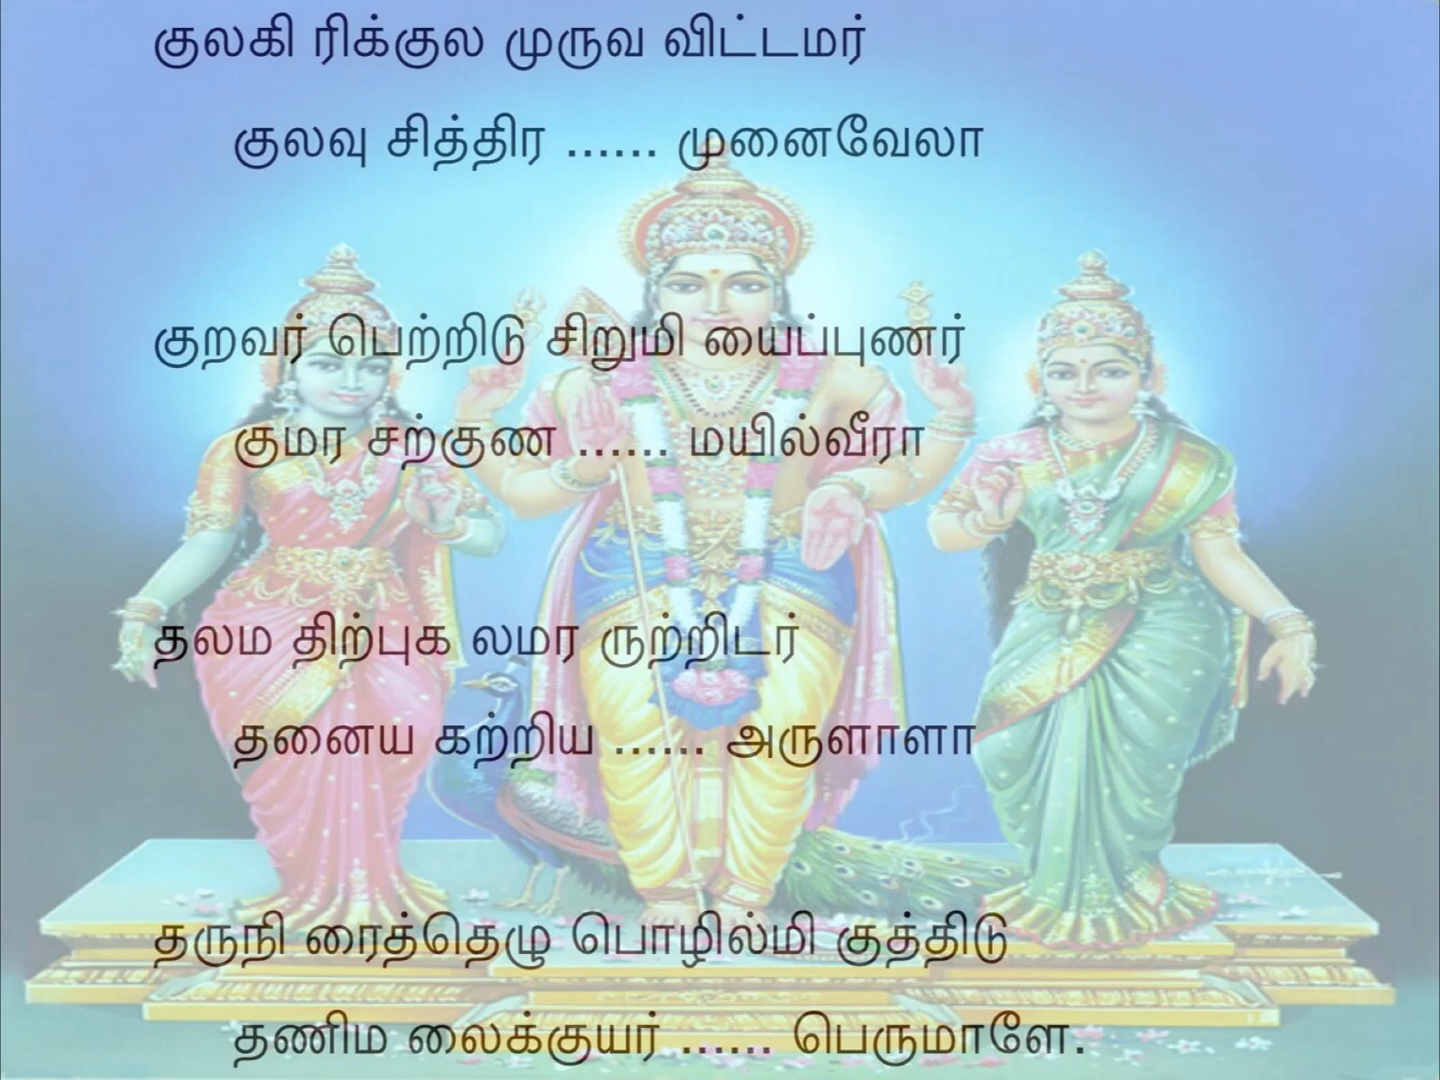 குலகி ரிக்குல முருவ விட்டமர்
குலவு சித்திர ...... முனைவேலா
குறவர் பெற்றிடு சிறுமி யைப்புணர்
குமர சற்குண ...... மயில்வீரா
தலம திற்புக லமர ருற்றிடர்
தனைய கற்றிய ...... அருளாளா
தருநி ரைத்தெழு பொழில்மி குத்திடு
தணிம லைக்குயர் ...... பெருமாளே.